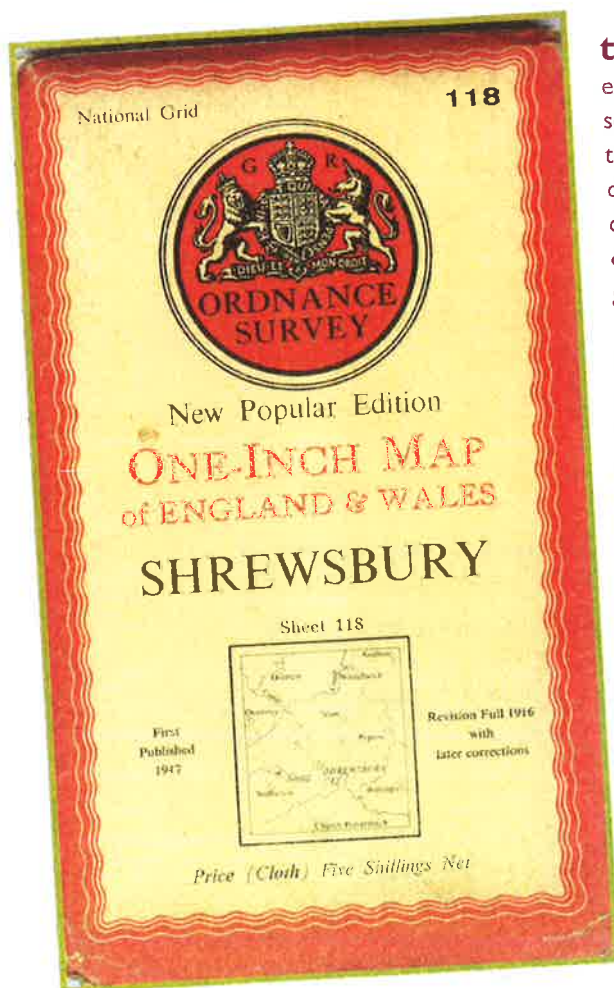 National Grid
118
G R
DIEU ET MON DROIT
ORDNANCE
SURVEY
New Popular Edition
ONE-INCH MAP
of ENGLAND & WALES
SHREWSBURY
Sheet 118
First
Published
1947
SHREWSBURY
Revision Full 1946
with
later corrections
Price (Cloth) Five Shillings Net
t
e
s
t